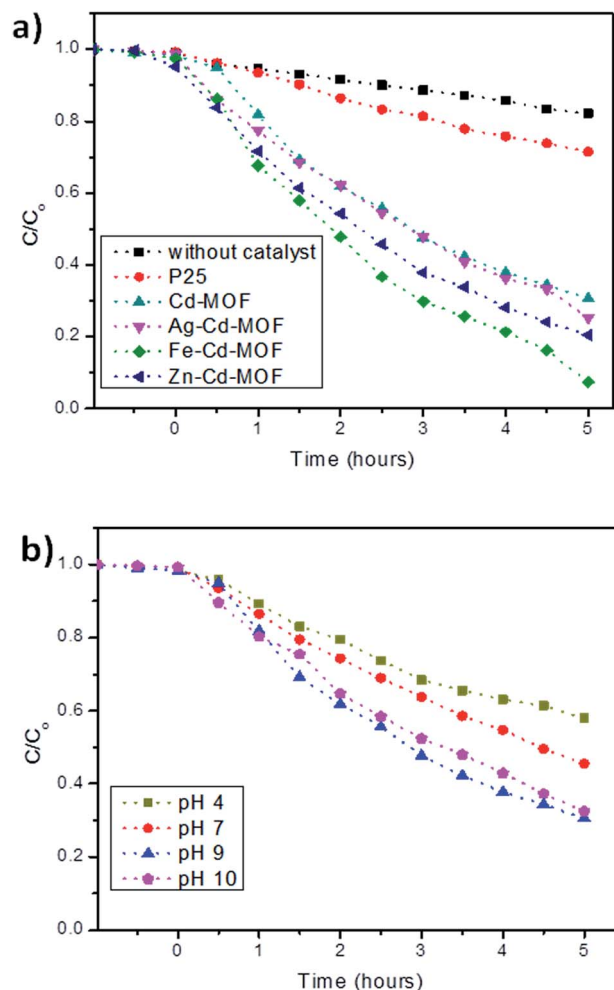 a)
1.0
0.8
0.6
0.4
0.2
0.0
C/Co
without catalyst
P25
Cd-MOF
Ag-Cd-MOF
Fe-Cd-MOF
Zn-Cd-MOF
0 1 2 3 4 5
Time (hours)
b)
1.0
0.8
0.6
0.4
0.2
0.0
C/Co
pH 4
pH 7
pH 9
pH 10
0 1 2 3 4 5
Time (hours)